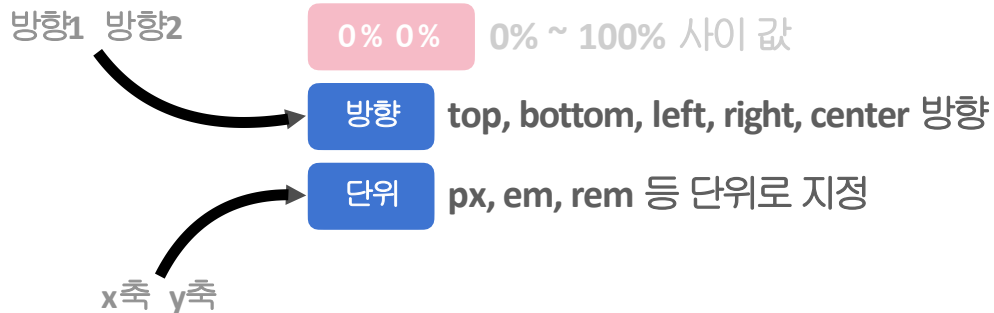 방향1 방향2
0% 0% 0% ~ 100% 사이 값
방향 top, bottom, left, right, center 방향
단위 px, em, rem 등 단위로 지정
x축 y축